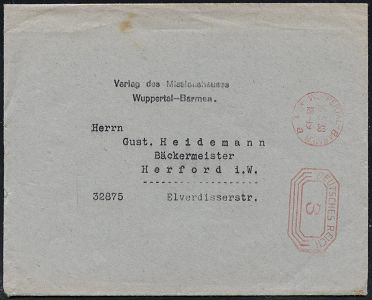 Verlag des Missionshauses
Wuppertal-Barmen.
Herrn
Gust. Heidemann
Bäckermeister
Herford i.W.
32875 Elverdisserstr.
DEUTSCHES REICH
3